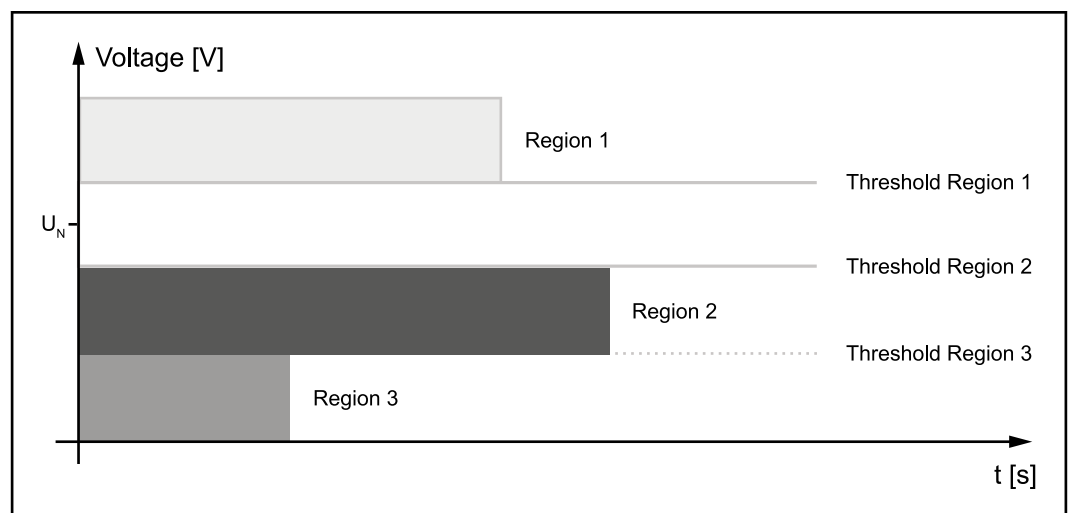 Voltage [V]
Region 1
Threshold Region 1
U_N
Threshold Region 2
Region 2
Threshold Region 3
Region 3
t [s]